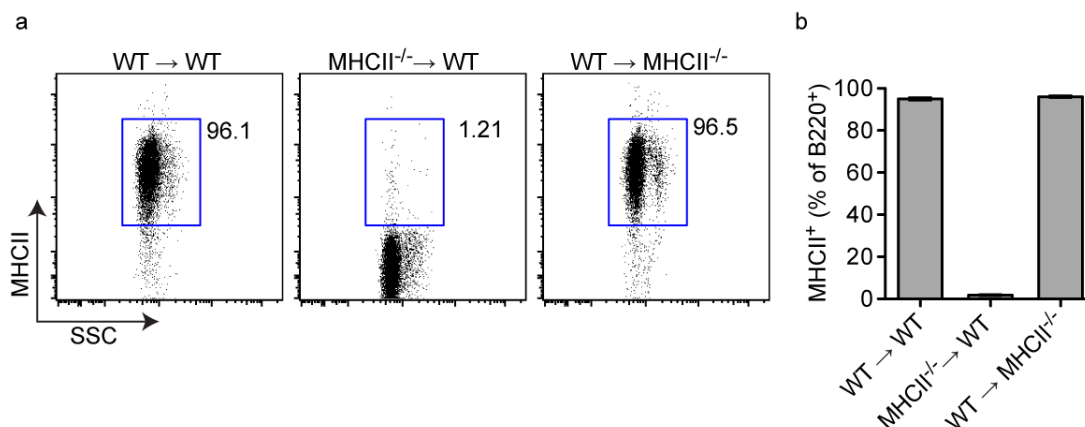 a
b
WT → WT
MHCII-/-→ WT
WT → MHCII-/-
96.1
1.21
96.5
MHCII
SSC
MHCII+ (% of B220+)
100
80
60
40
20
0
WT → WT
MHCII-/-→ WT
WT → MHCII-/-